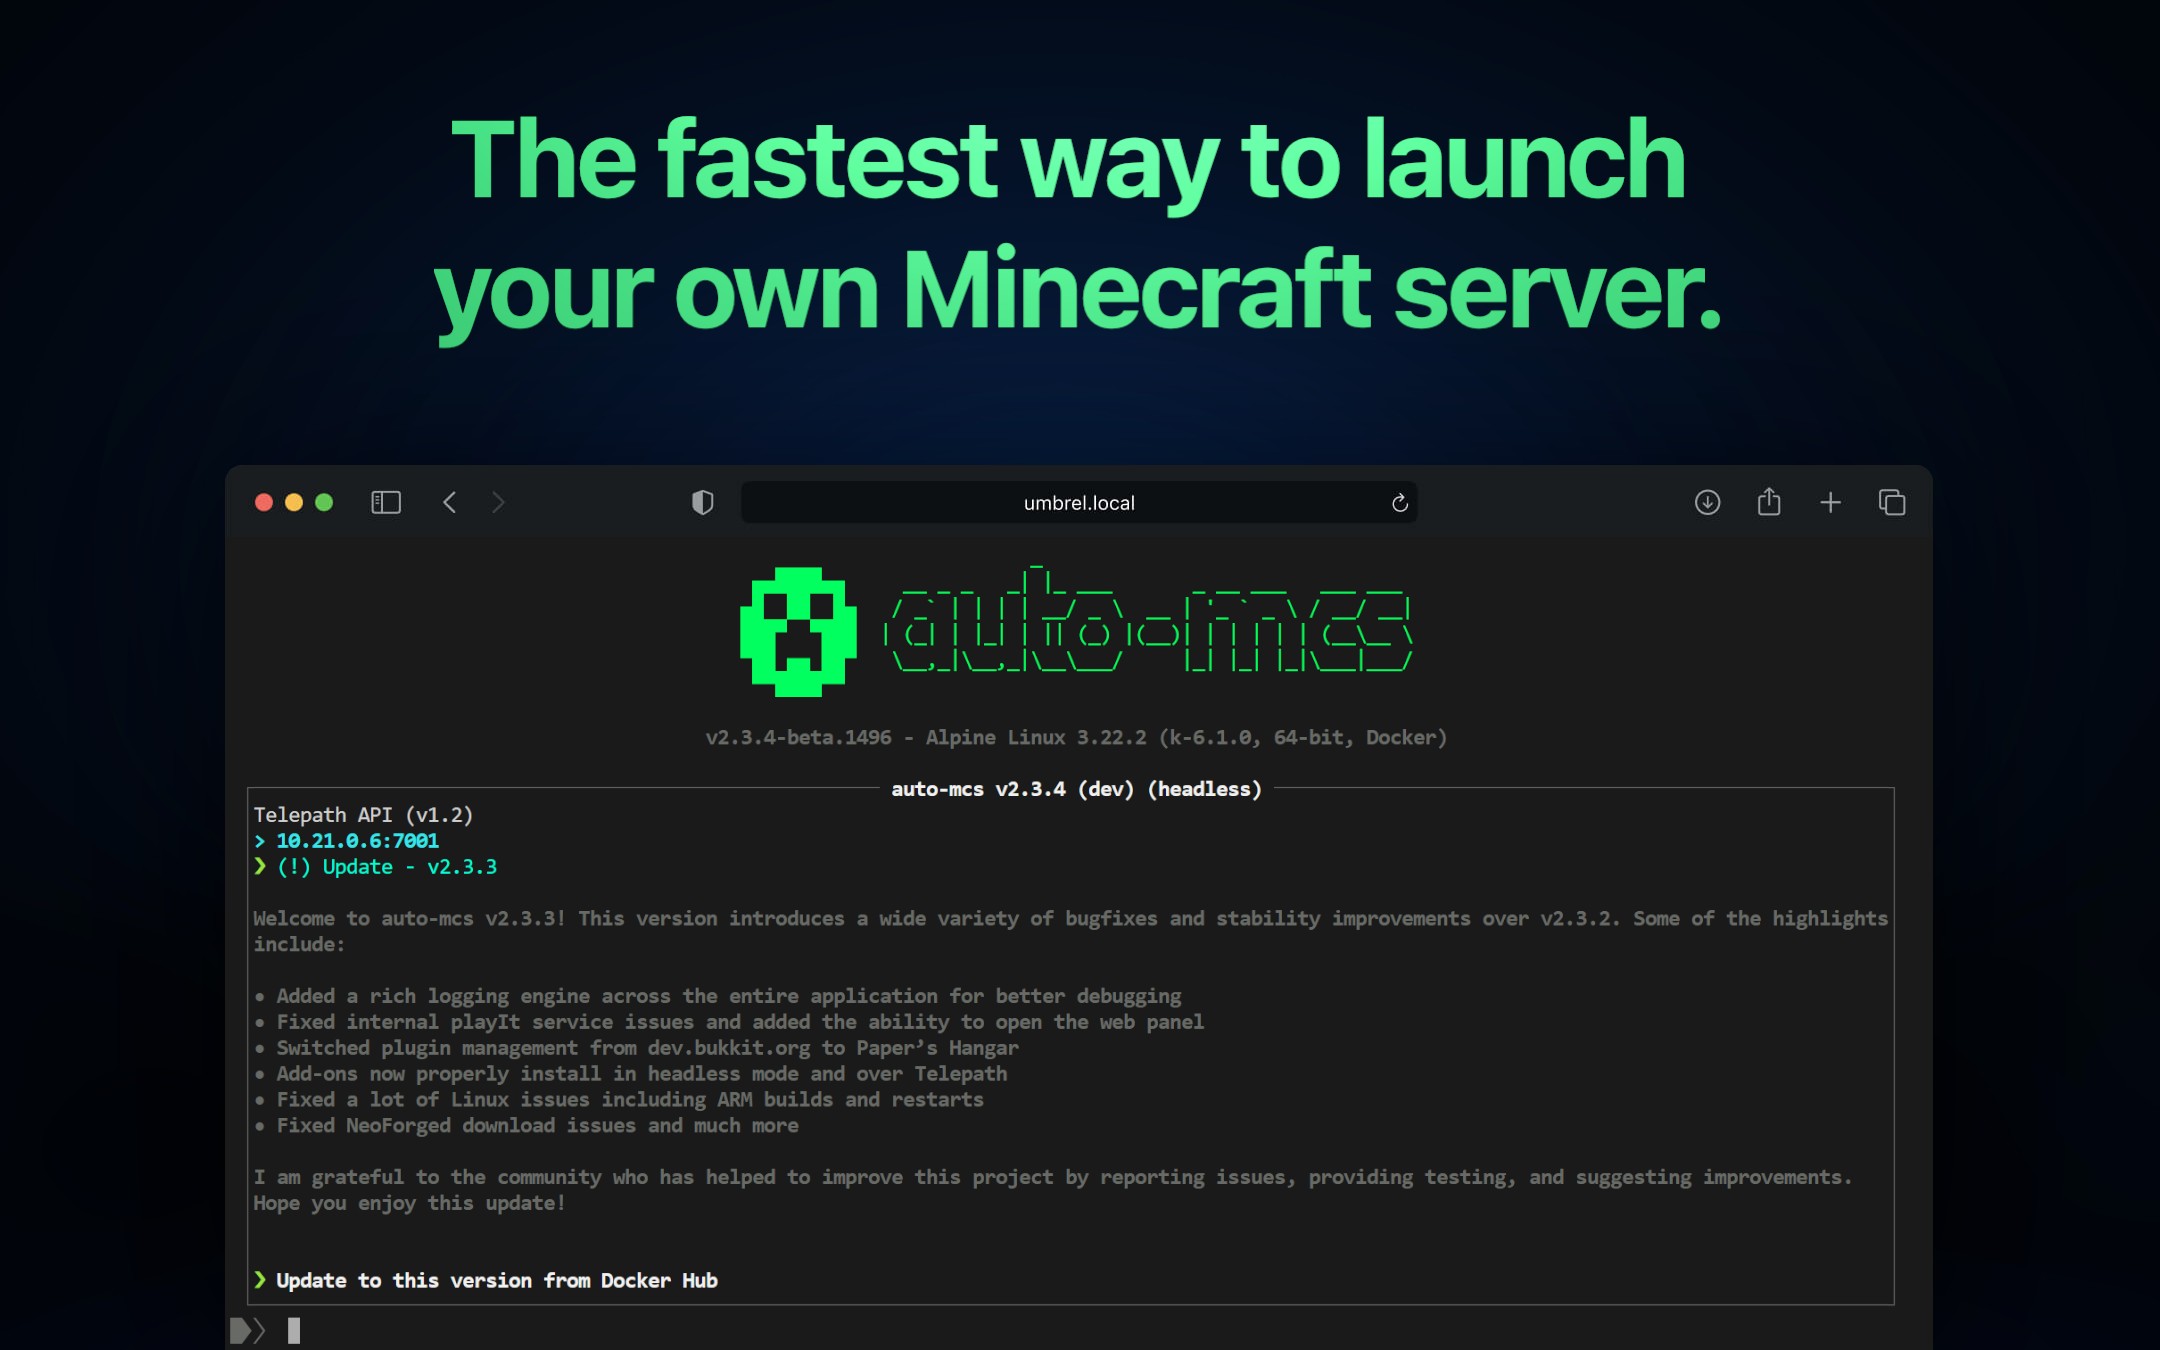 The fastest way to launch
your own Minecraft server.
umbrel.local
auto-mcs
v2.3.4-beta.1496 - Alpine Linux 3.22.2 (k-6.1.0, 64-bit, Docker)
auto-mcs v2.3.4 (dev) (headless)
Telepath API (v1.2)
> 10.21.0.6:7001
❯ (!) Update - v2.3.3
Welcome to auto-mcs v2.3.3! This version introduces a wide variety of bugfixes and stability improvements over v2.3.2. Some of the highlights
include:
• Added a rich logging engine across the entire application for better debugging
• Fixed internal playIt service issues and added the ability to open the web panel
• Switched plugin management from dev.bukkit.org to Paper’s Hangar
• Add-ons now properly install in headless mode and over Telepath
• Fixed a lot of Linux issues including ARM builds and restarts
• Fixed NeoForged download issues and much more
I am grateful to the community who has helped to improve this project by reporting issues, providing testing, and suggesting improvements.
Hope you enjoy this update!
❯ Update to this version from Docker Hub